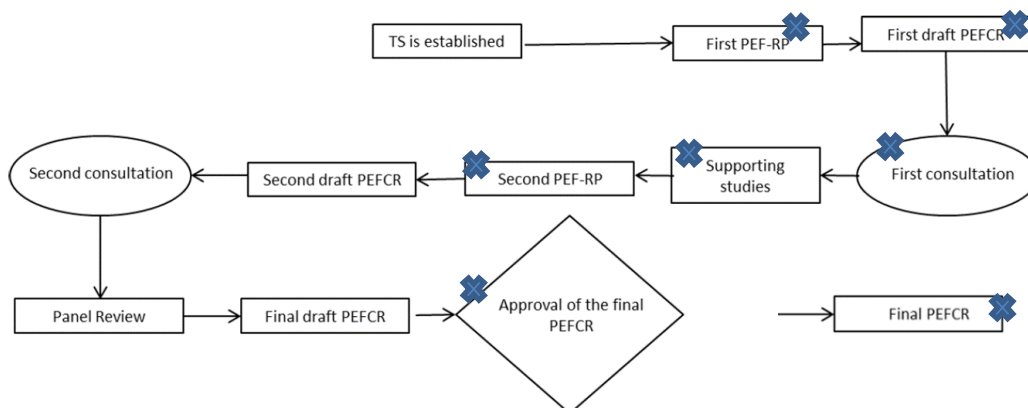 TS is established
First PEF-RP
First draft PEFCR
First consultation
Supporting
studies
Second PEF-RP
Second draft PEFCR
Second consultation
Panel Review
Final draft PEFCR
Approval of the final
PEFCR
Final PEFCR